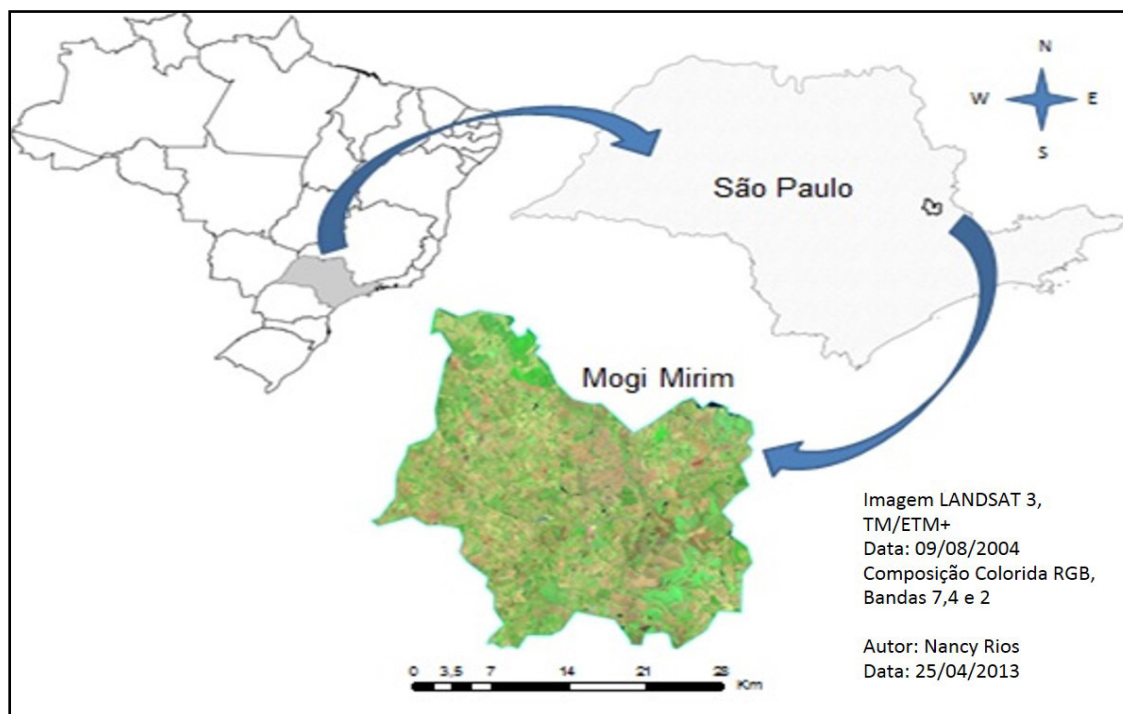 N
W E
S
São Paulo
Mogi Mirim
Imagem LANDSAT 3,
TM/ETM+
Data: 09/08/2004
Composição Colorida RGB,
Bandas 7,4 e 2
Autor: Nancy Rios
Data: 25/04/2013
0 3,5 7 14 21 28
Km